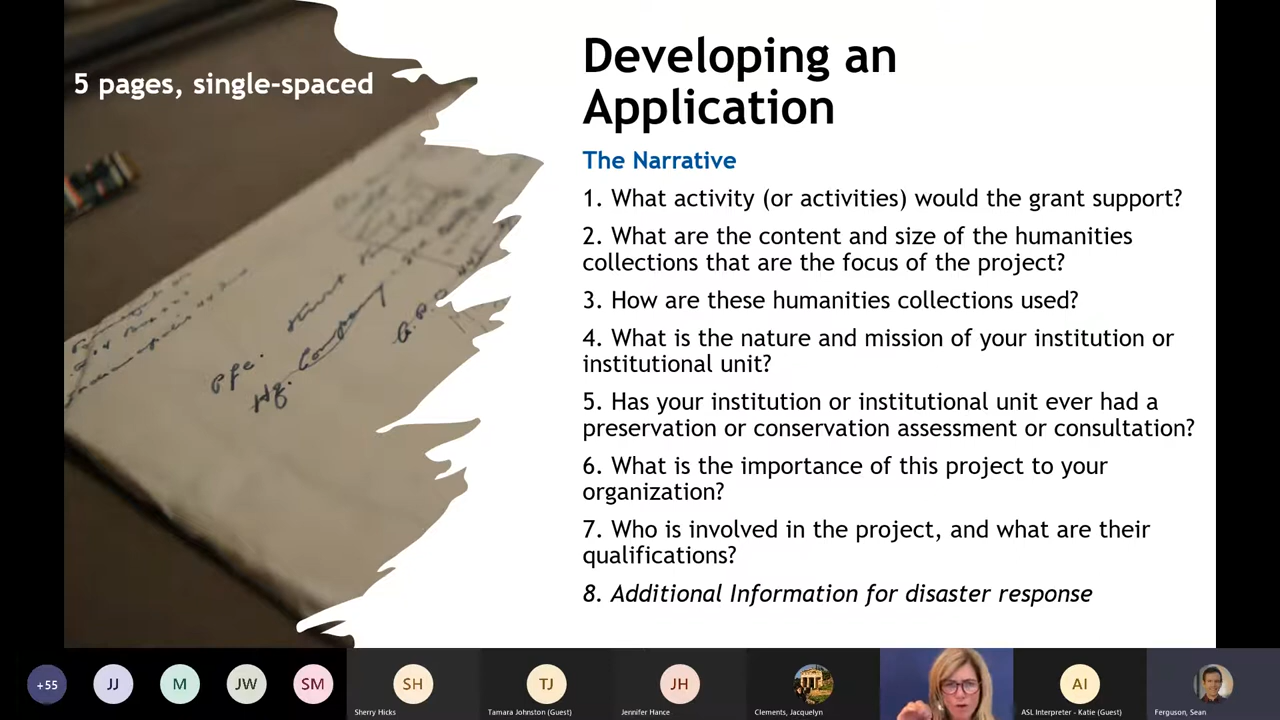 5 pages, single-spaced
Developing an
Application
The Narrative
1. What activity (or activities) would the grant support?
2. What are the content and size of the humanities
collections that are the focus of the project?
3. How are these humanities collections used?
4. What is the nature and mission of your institution or
institutional unit?
5. Has your institution or institutional unit ever had a
preservation or conservation assessment or consultation?
6. What is the importance of this project to your
organization?
7. Who is involved in the project, and what are their
qualifications?
8. Additional Information for disaster response
Pfc.
Hq. Company
+55
JJ
M
JW
SM
SH
Sherry Hicks
TJ
Tamara Johnston (Guest)
JH
Jennifer Hance
Clements, Jacquelyn
AI
ASL Interpreter - Katie (Guest)
Ferguson, Sean